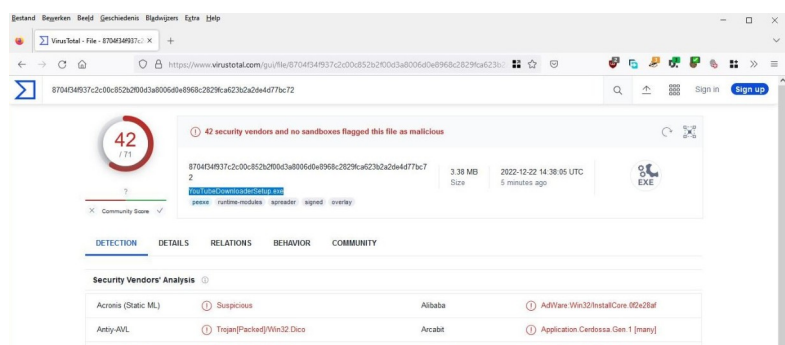 Bestand Bewerken Beeld Geschiedenis Bladwijzers Extra Help
VirusTotal - File - 8704f34f937c2
https://www.virustotal.com/gui/file/8704f34f937c2c00c852b2f00d3a8006d0e8968c2829fca623b2
8704f34f937c2c00c852b2f00d3a8006d0e8968c2829fca623b2a2de4d77bc72
Sign in
Sign up
42
/ 71
?
Community Score
42 security vendors and no sandboxes flagged this file as malicious
8704f34f937c2c00c852b2f00d3a8006d0e8968c2829fca623b2a2de4d77bc7
2
YouTubeDownloaderSetup.exe
peexe runtime-modules spreader signed overlay
3.38 MB
Size
2022-12-22 14:38:05 UTC
5 minutes ago
EXE
DETECTION DETAILS RELATIONS BEHAVIOR COMMUNITY
Security Vendors' Analysis
Acronis (Static ML) Suspicious Alibaba AdWare:Win32/InstallCore.0f2e28af
Antiy-AVL Trojan[Packed]/Win32.Dico Arcabit Application.Cerdossa.Gen.1 [many]